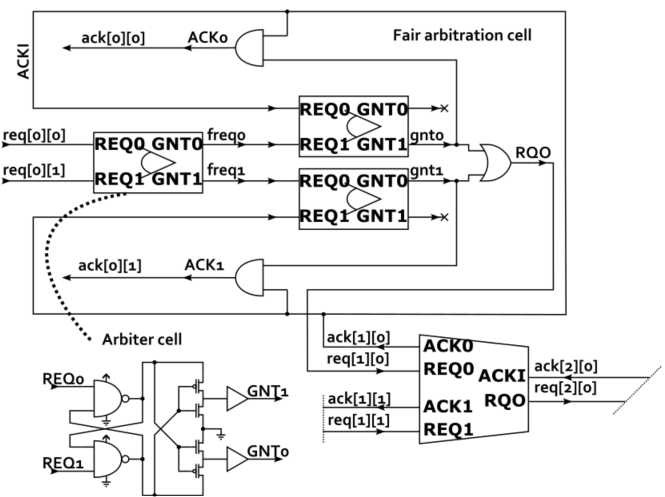 ack[0][0]
ACK0
Fair arbitration cell
ACKI
REQ0 GNT0
req[0][0]
freq0
REQ1 GNT1
gnt0
REQ0 GNT0
RQO
req[0][1]
freq1
REQ1 GNT1
REQ0 GNT0
gnt1
REQ1 GNT1
ack[0][1]
ACK1
Arbiter cell
ack[1][0]
ACK0
req[1][0]
REQ0
ACKI
ack[2][0]
RQO
req[2][0]
ack[1][1]
ACK1
req[1][1]
REQ1
REQ0
GNT1
REQ1
GNT0